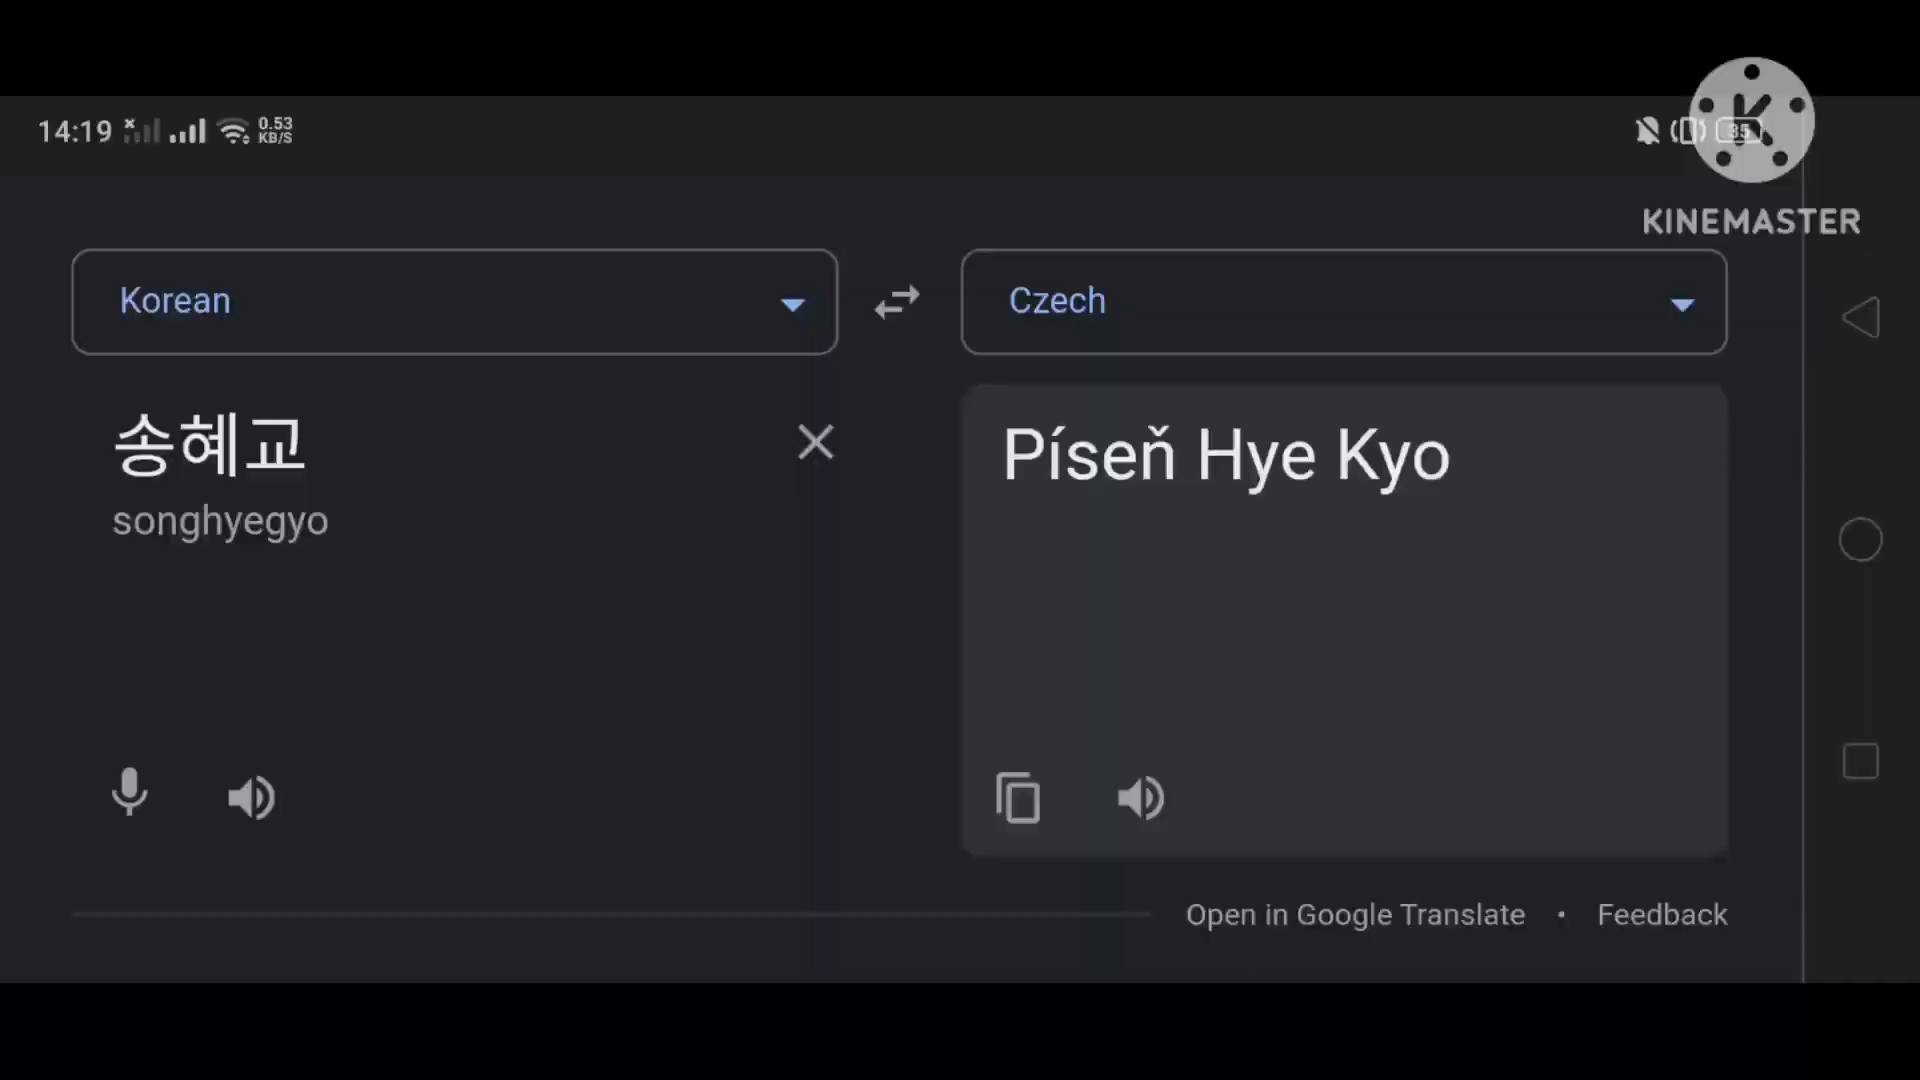 14:19 0.53 KB/S 35
KINEMASTER
Korean Czech
송혜교 Píseň Hye Kyo
songhyegyo
Open in Google Translate • Feedback